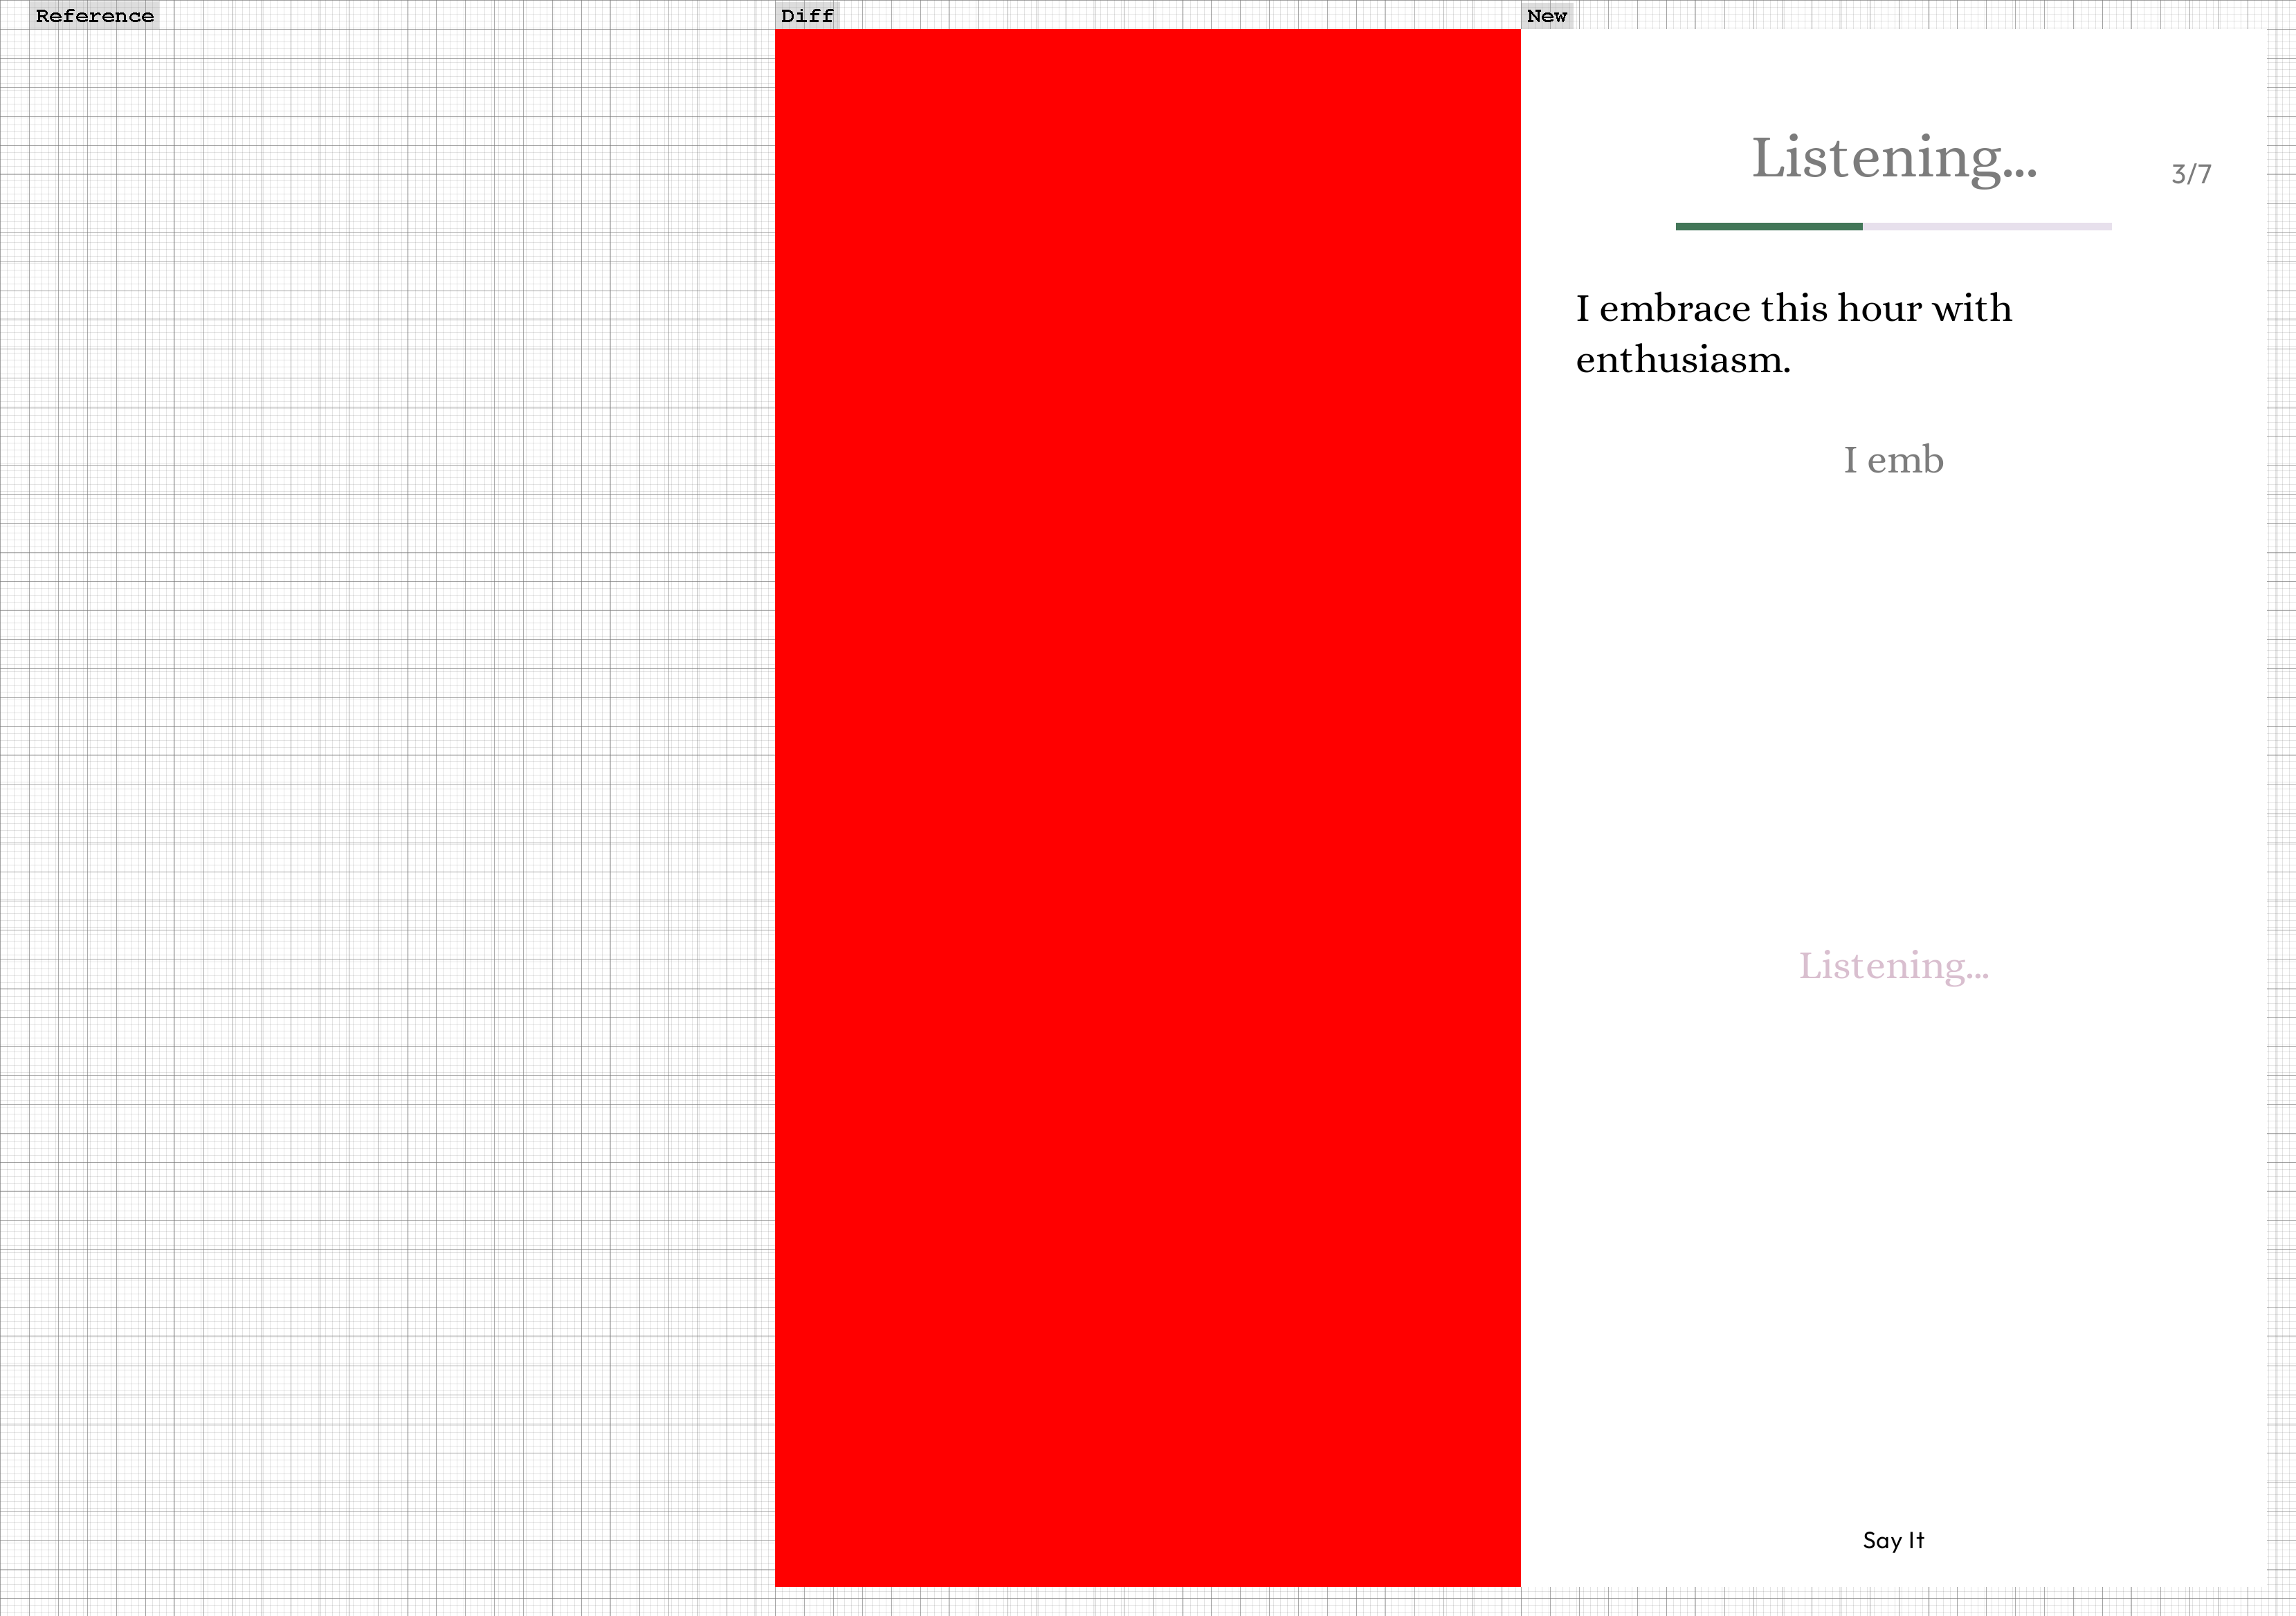 Reference
Diff
New
Listening...
3/7
I embrace this hour with
enthusiasm.
I emb
Listening...
Say It